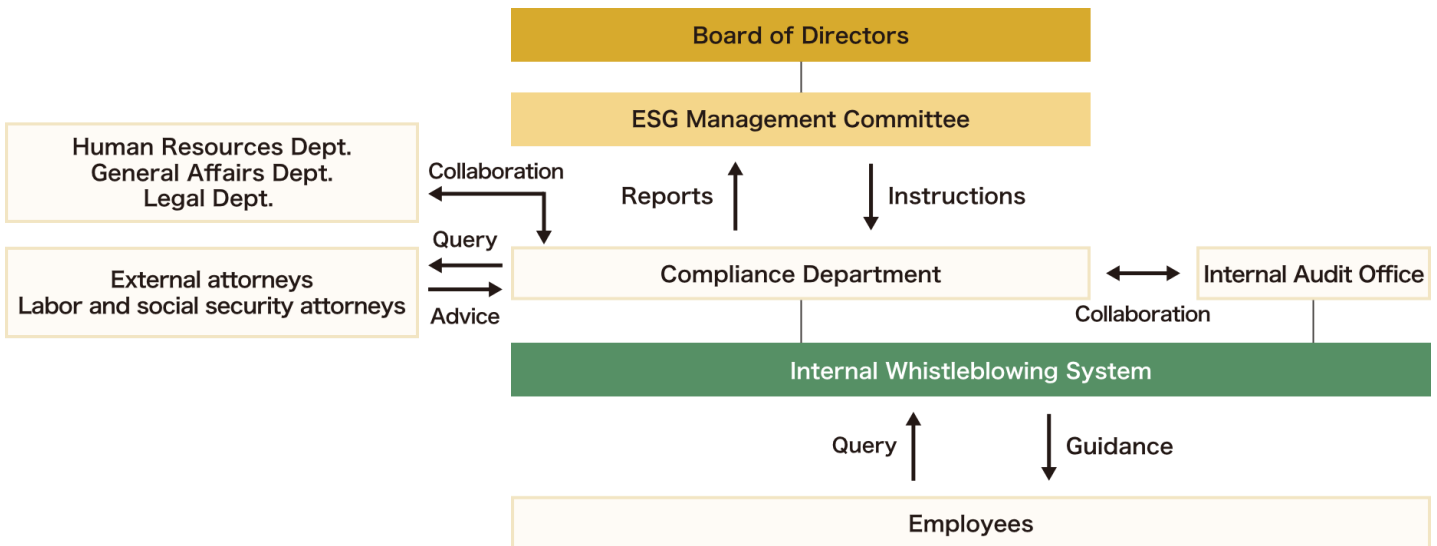 Board of Directors
ESG Management Committee
Human Resources Dept.
General Affairs Dept.
Legal Dept.
Collaboration
Reports
Instructions
Query
External attorneys
Labor and social security attorneys
Advice
Compliance Department
Internal Audit Office
Collaboration
Internal Whistleblowing System
Query
Guidance
Employees